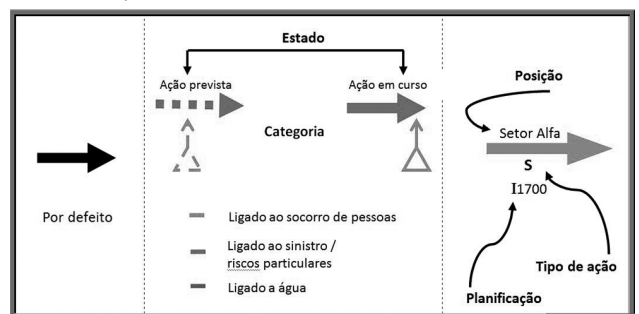 Por defeito
Estado
Ação prevista
Ação em curso
Categoria
Ligado ao socorro de pessoas
Ligado ao sinistro /
riscos particulares
Ligado a água
Posição
Setor Alfa
S
I1700
Tipo de ação
Planificação